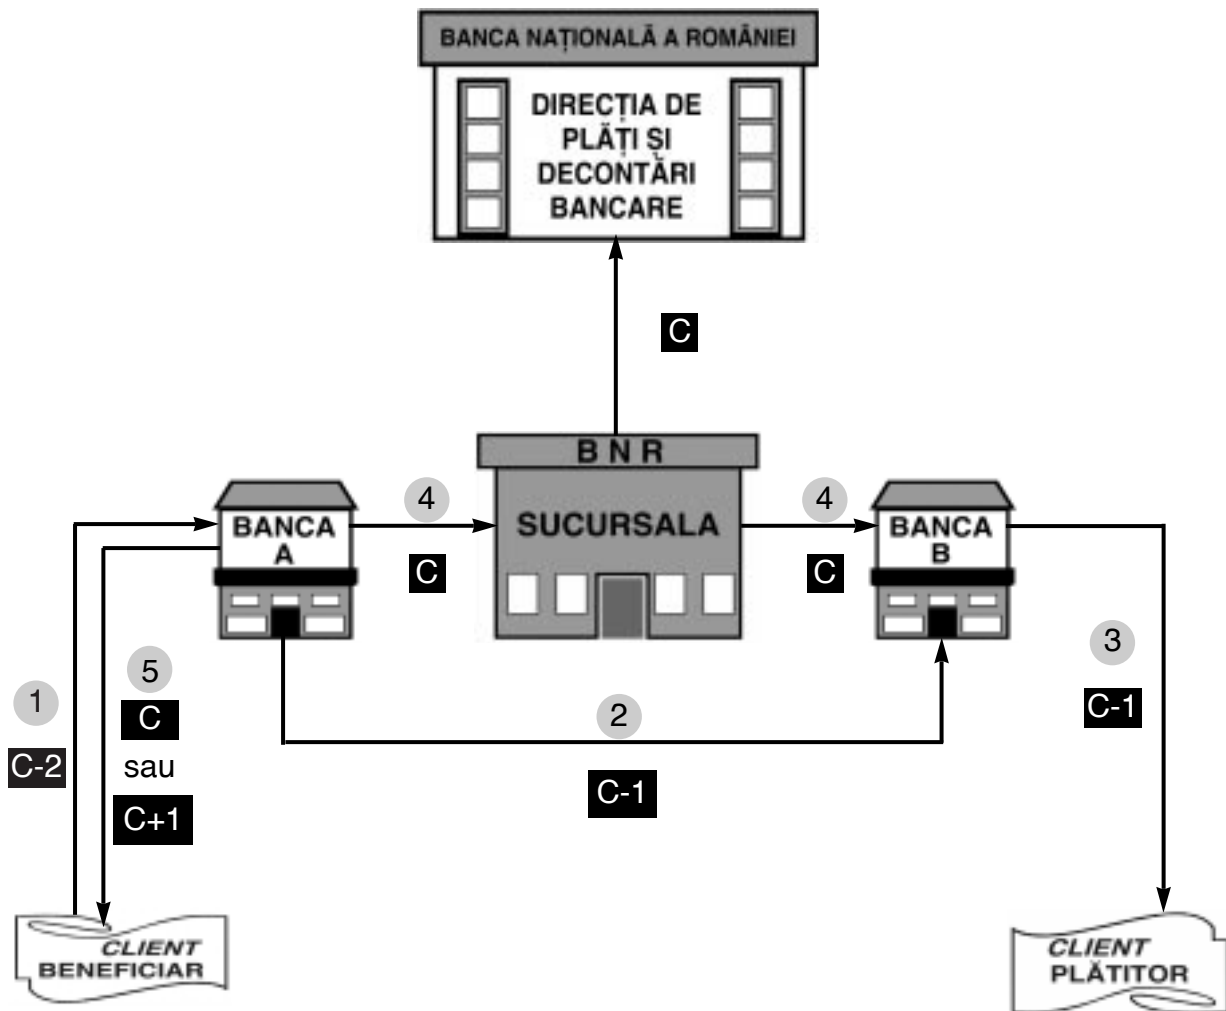 BANCA NAȚIONALĂ A ROMÂNIEI
DIRECȚIA DE
PLĂȚI ȘI
DECONTĂRI
BANCARE
C
B N R
SUCURSALA
BANCA
A
4
C
4
C
BANCA
B
1
C-2
5
C
sau
C+1
2
C-1
3
C-1
CLIENT
BENEFICIAR
CLIENT
PLĂTITOR